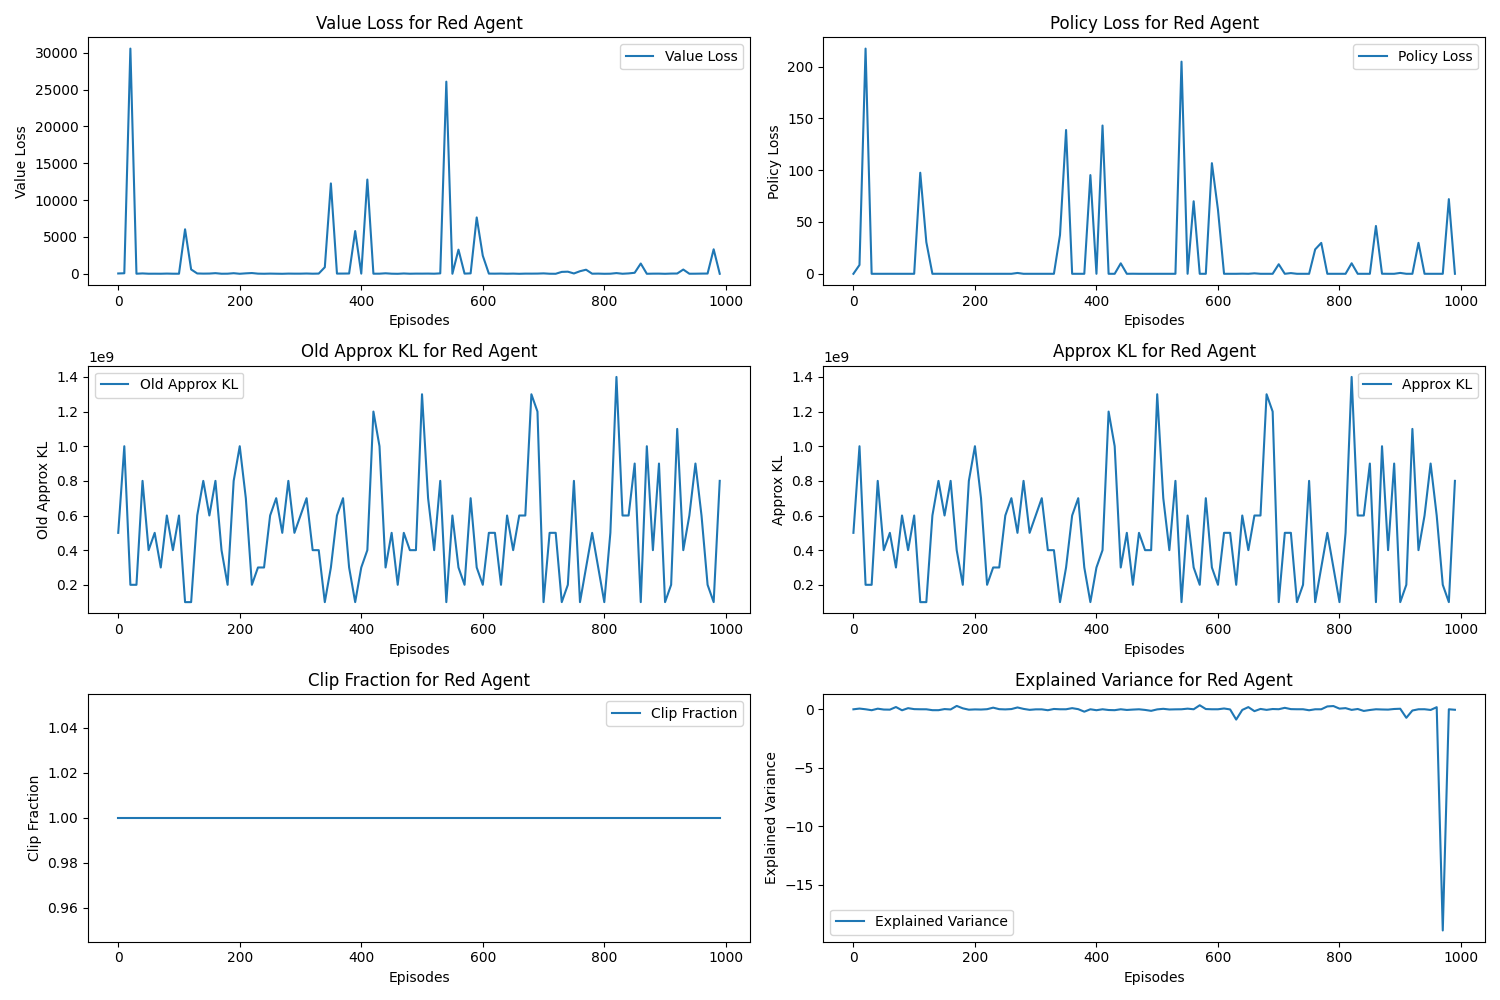 Value Loss for Red Agent
Value Loss
30000
25000
20000
15000
10000
5000
0
Value Loss
0 200 400 600 800 1000
Episodes
Policy Loss for Red Agent
Policy Loss
200
150
100
50
0
Policy Loss
0 200 400 600 800 1000
Episodes
Old Approx KL for Red Agent
1e9
Old Approx KL
1.4
1.2
1.0
0.8
0.6
0.4
0.2
Old Approx KL
0 200 400 600 800 1000
Episodes
Approx KL for Red Agent
1e9
Approx KL
1.4
1.2
1.0
0.8
0.6
0.4
0.2
Approx KL
0 200 400 600 800 1000
Episodes
Clip Fraction for Red Agent
Clip Fraction
1.04
1.02
1.00
0.98
0.96
Clip Fraction
0 200 400 600 800 1000
Episodes
Explained Variance for Red Agent
0
−5
−10
−15
Explained Variance
Explained Variance
0 200 400 600 800 1000
Episodes